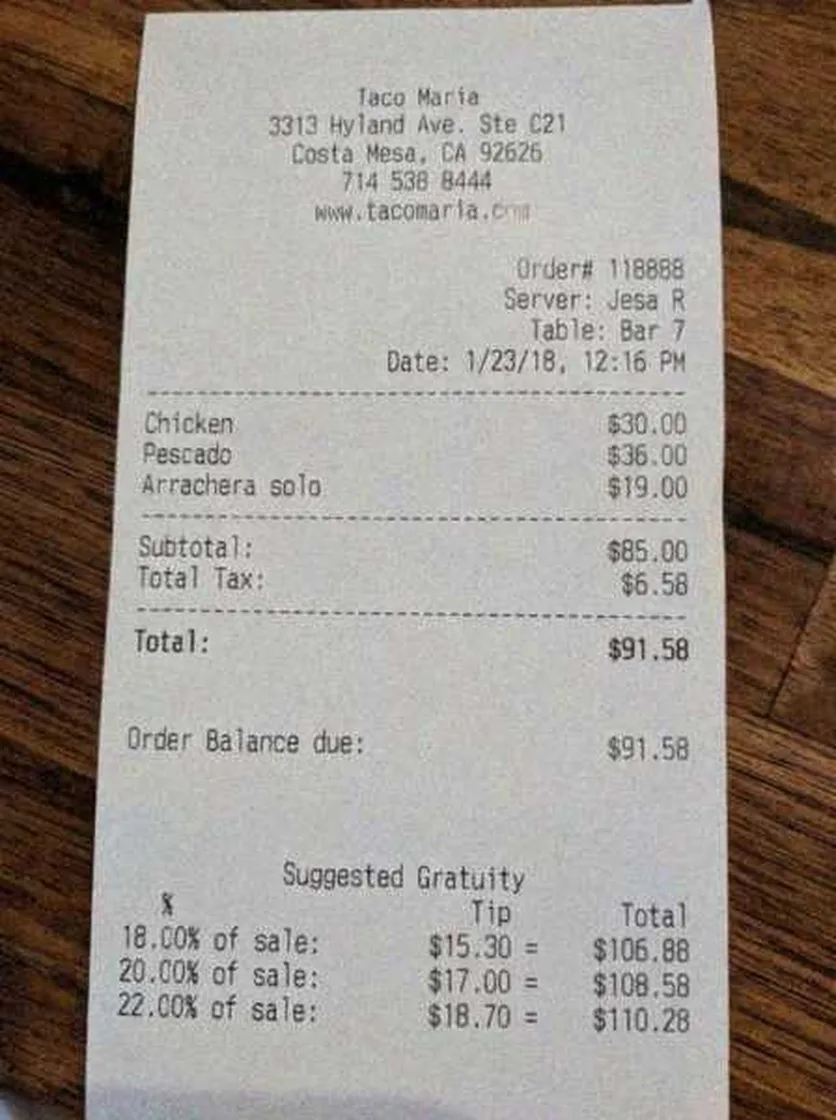 Taco Maria
3313 Hyland Ave. Ste C21
Costa Mesa, CA 92626
714 538 8444
www.tacomaria.com
Order# 118888
Server: Jesa R
Table: Bar 7
Date: 1/23/18, 12:16 PM
Chicken $30.00
Pescado $36.00
Arrachera solo $19.00
Subtotal: $85.00
Total Tax: $6.58
Total: $91.58
Order Balance due: $91.58
Suggested Gratuity
% Tip Total
18.00% of sale: $15.30 = $106.88
20.00% of sale: $17.00 = $108.58
22.00% of sale: $18.70 = $110.28